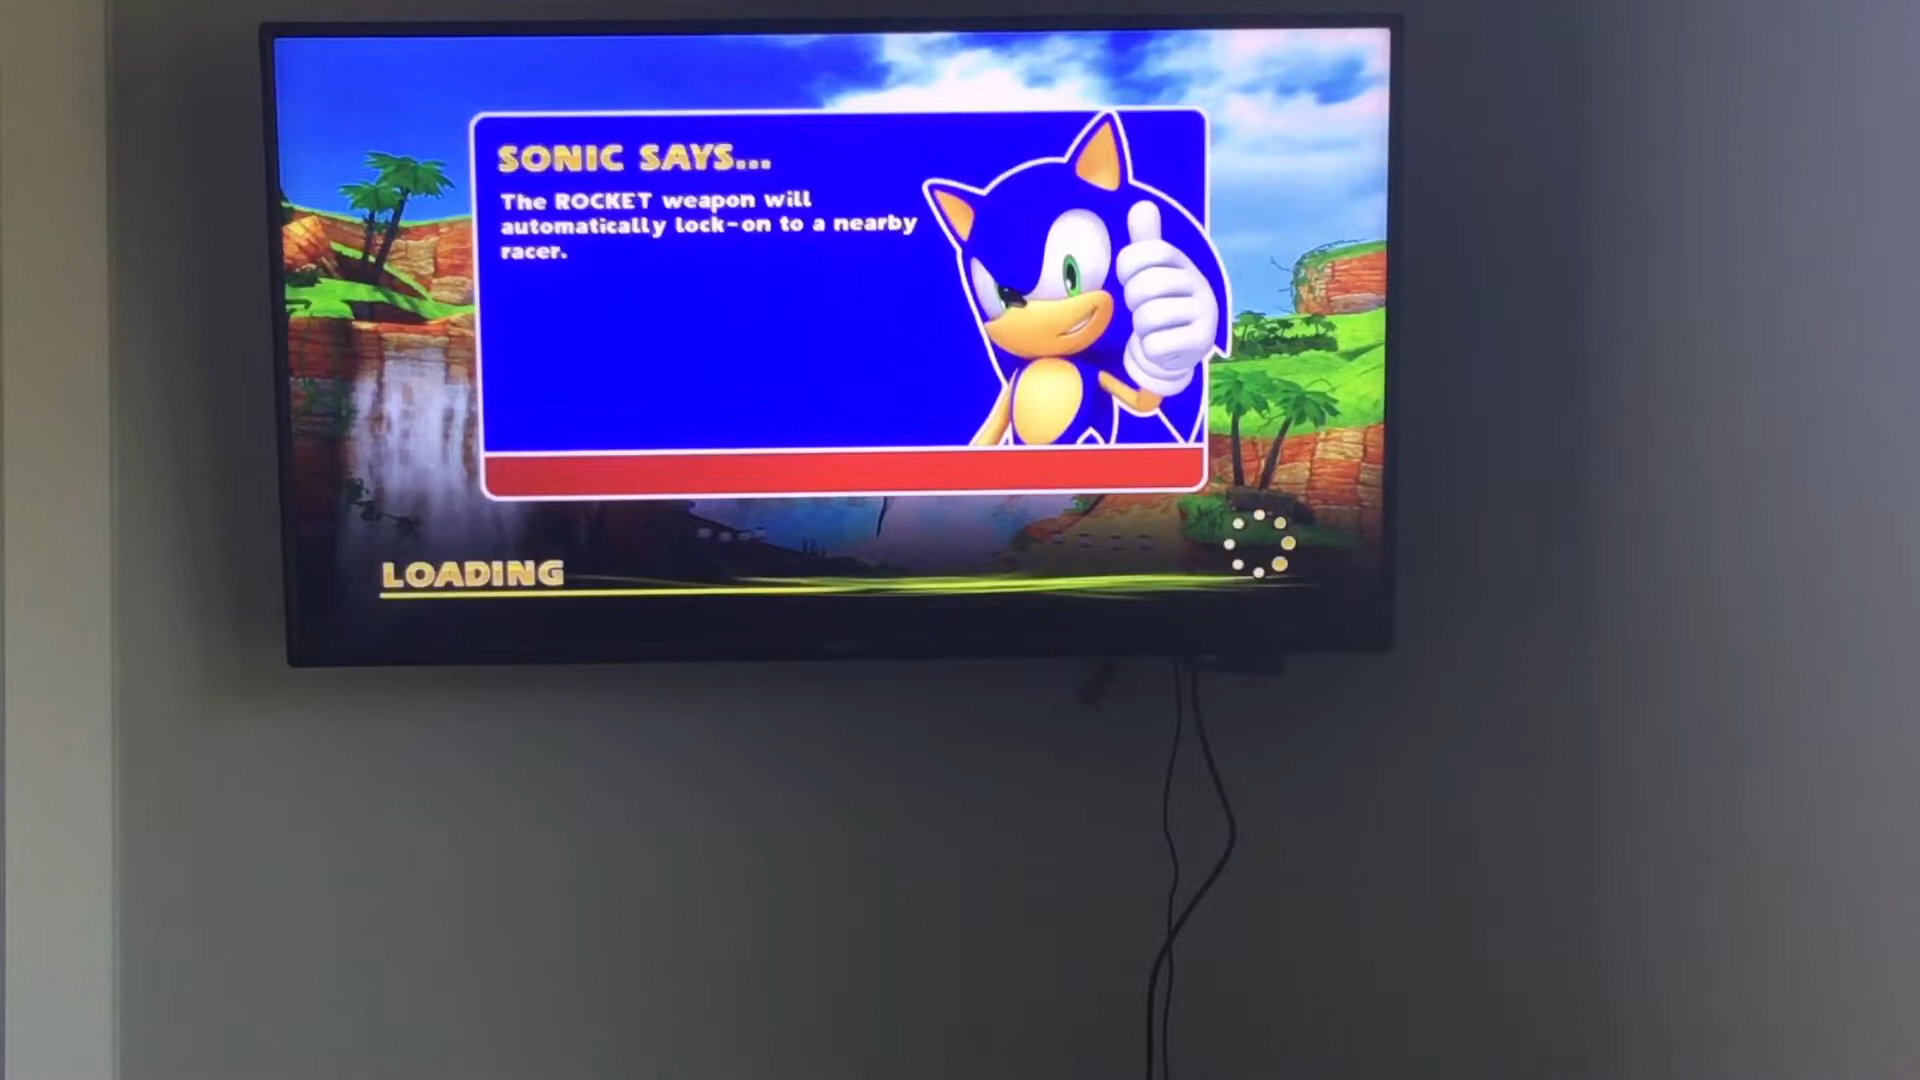 SONIC SAYS...
The ROCKET weapon will
automatically lock-on to a nearby
racer.
LOADING